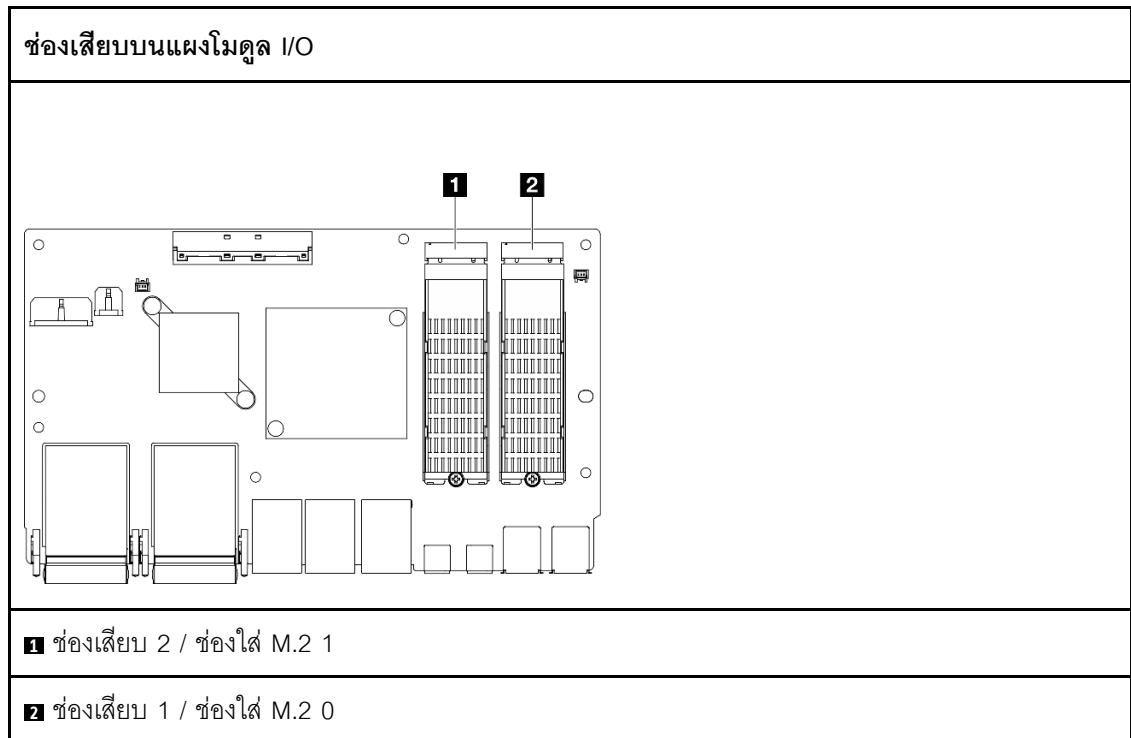 ช่องเสียบบนแผงโมดูล I/O
1 2
1 ช่องเสียบ 2 / ช่องใส่ M.2 1
2 ช่องเสียบ 1 / ช่องใส่ M.2 0